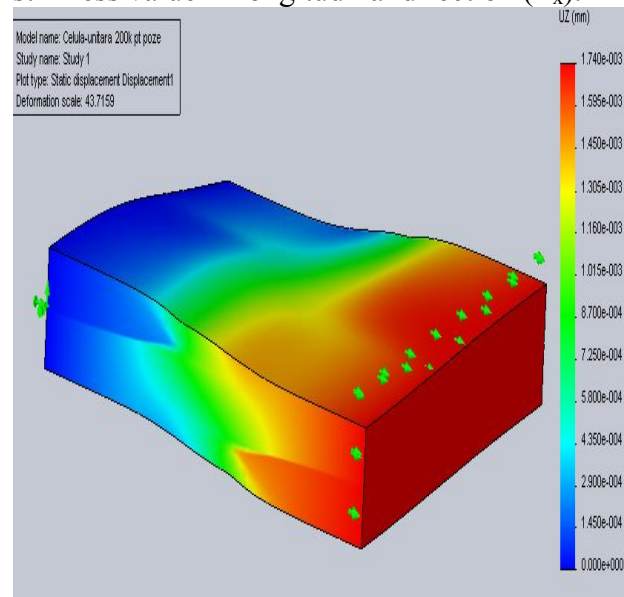 UZ (mm)
Model name: Celula-unitara 200k pt poze
Study name: Study 1
Plot type: Static displacement Displacement1
Deformation scale: 43.7159
1.740e-003
1.595e-003
1.450e-003
1.305e-003
1.160e-003
1.015e-003
8.700e-004
7.250e-004
5.800e-004
4.350e-004
2.900e-004
1.450e-004
0.000e+000